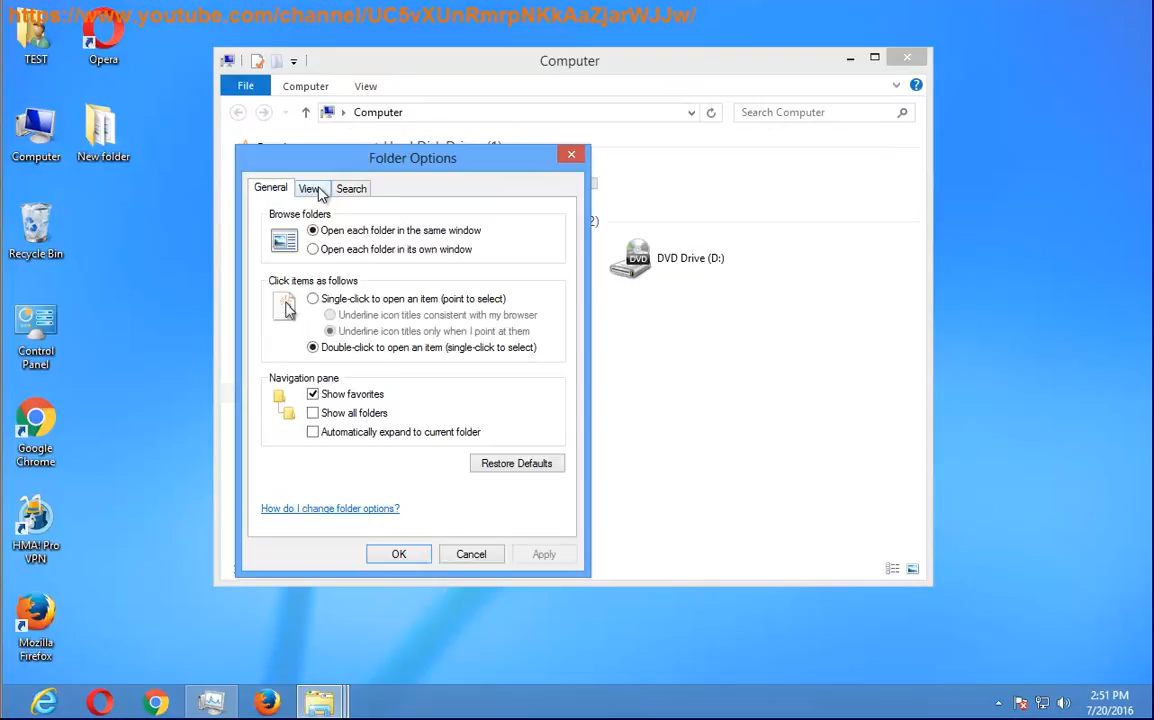 https://www.youtube.com/channel/UC5vXUnRmrpNKkAaZjarWJJw/
TEST
Opera
Computer
New folder
Recycle Bin
Control
Panel
Google
Chrome
HMA! Pro
VPN
Mozilla
Firefox
Computer
File
Computer
View
Computer
Search Computer
2)
DVD
DVD Drive (D:)
Folder Options
General
View
Search
Browse folders
Open each folder in the same window
Open each folder in its own window
Click items as follows
Single-click to open an item (point to select)
Underline icon titles consistent with my browser
Underline icon titles only when I point at them
Double-click to open an item (single-click to select)
Navigation pane
Show favorites
Show all folders
Automatically expand to current folder
Restore Defaults
How do I change folder options?
OK
Cancel
Apply
2:51 PM
7/20/2016